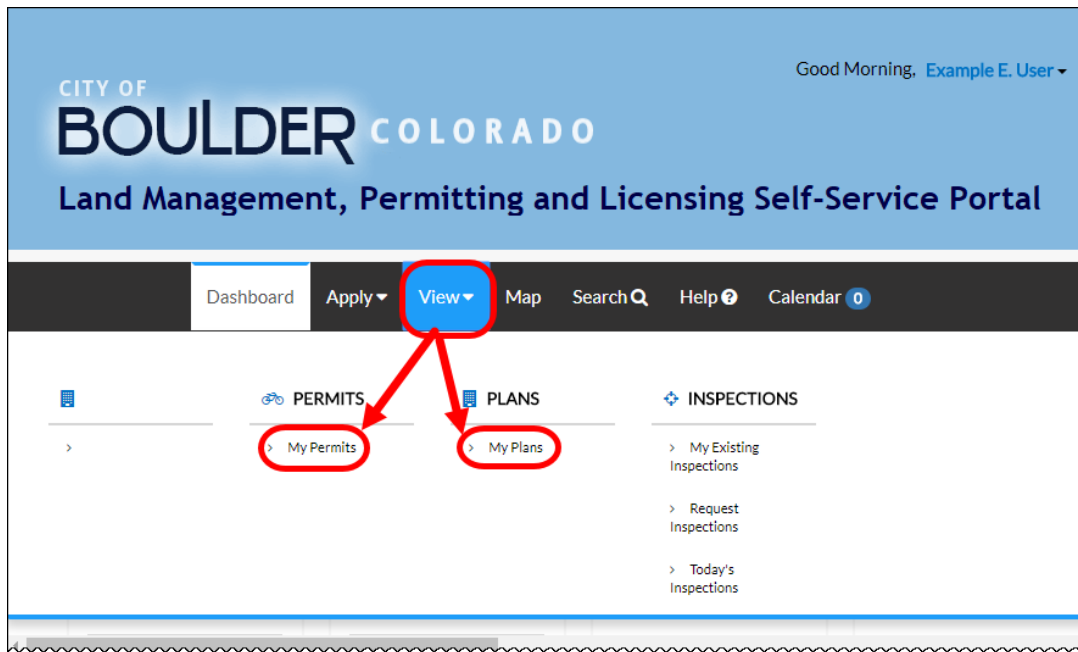 Good Morning, Example E. User
CITY OF
BOULDER COLORADO
Land Management, Permitting and Licensing Self-Service Portal
Dashboard Apply View Map Search Help Calendar 0
PERMITS PLANS INSPECTIONS
> > My Permits > My Plans > My Existing
Inspections
> Request
Inspections
> Today's
Inspections